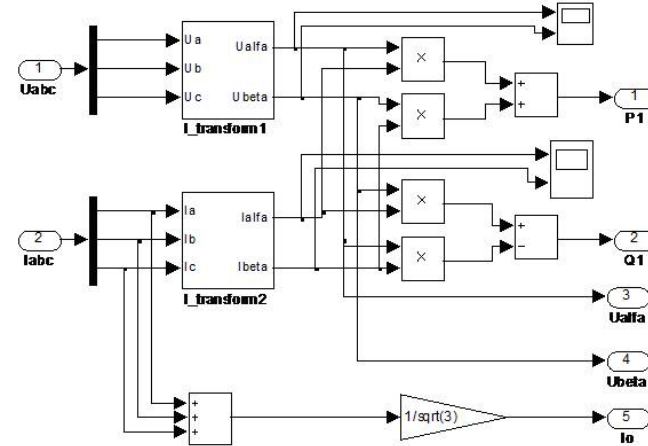 1
Uabc
Ua
Ub
Uc
Ualfa
Ubeta
I_transform1
×
×
+
+
1
P1
2
Iabc
Ia
Ib
Ic
Ialfa
Ibeta
I_transform2
×
×
+
−
2
Q1
3
Ualfa
4
Ubeta
+
+
+
1/sqrt(3)
5
Io